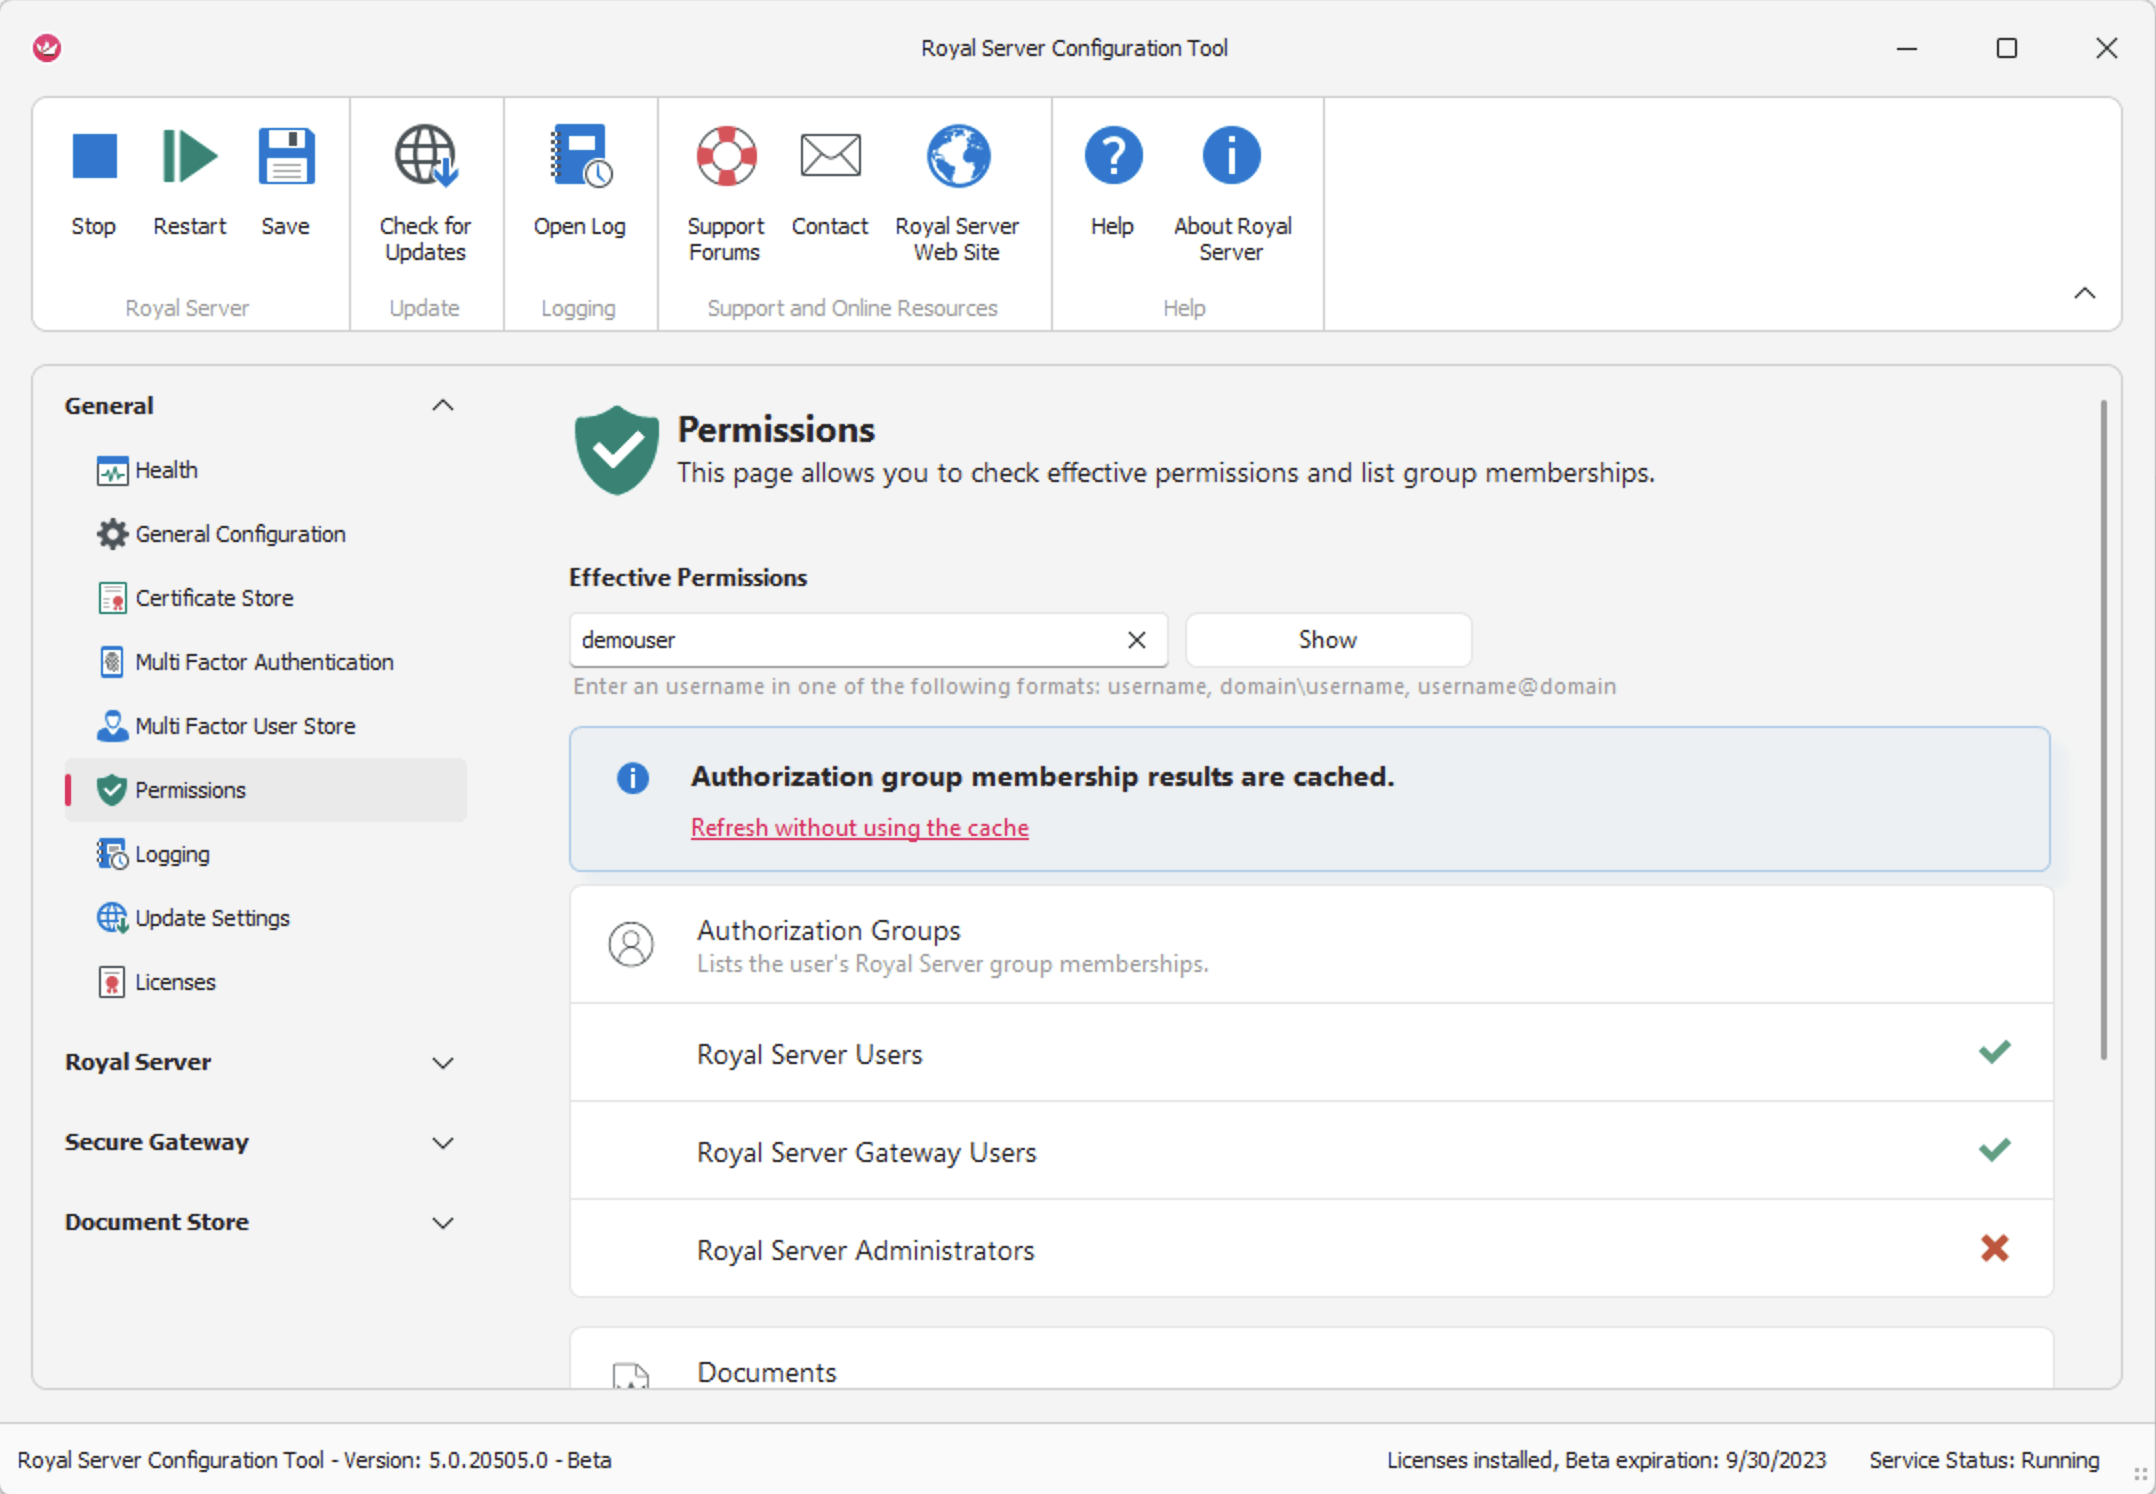 Royal Server Configuration Tool
Stop
Restart
Save
Royal Server
Check for
Updates
Update
Open Log
Logging
Support
Forums
Contact
Royal Server
Web Site
Support and Online Resources
Help
About Royal
Server
Help
General
Health
General Configuration
Certificate Store
Multi Factor Authentication
Multi Factor User Store
Permissions
Logging
Update Settings
Licenses
Royal Server
Secure Gateway
Document Store
Permissions
This page allows you to check effective permissions and list group memberships.
Effective Permissions
demouser
Show
Enter an username in one of the following formats: username, domain\username, username@domain
Authorization group membership results are cached.
Refresh without using the cache
Authorization Groups
Lists the user's Royal Server group memberships.
Royal Server Users
Royal Server Gateway Users
Royal Server Administrators
Documents
Royal Server Configuration Tool - Version: 5.0.20505.0 - Beta
Licenses installed, Beta expiration: 9/30/2023
Service Status: Running